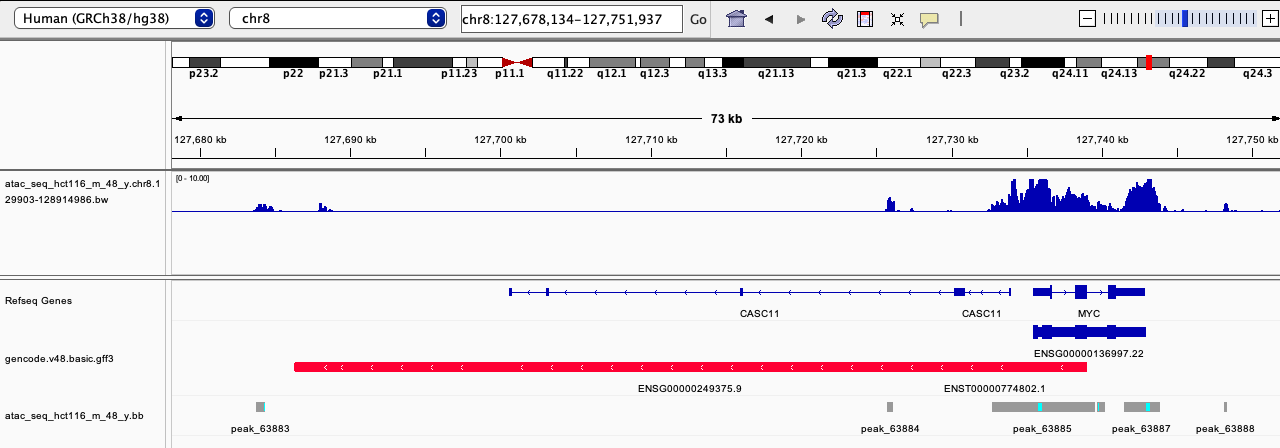 Human (GRCh38/hg38) chr8 chr8:127,678,134-127,751,937 Go
p23.2 p22 p21.3 p21.1 p11.23 p11.1 q11.22 q12.1 q12.3 q13.3 q21.13 q21.3 q22.1 q22.3 q23.2 q24.11 q24.13 q24.22 q24.3
73 kb
127,680 kb 127,690 kb 127,700 kb 127,710 kb 127,720 kb 127,730 kb 127,740 kb 127,750 kb
[0 - 10.00]
atac_seq_hct116_m_48_y.chr8.1
29903-128914986.bw
Refseq Genes
CASC11 CASC11 MYC
ENSG00000136997.22
gencode.v48.basic.gff3
ENSG00000249375.9 ENST00000774802.1
atac_seq_hct116_m_48_y.bb
peak_63883 peak_63884 peak_63885 peak_63887 peak_63888